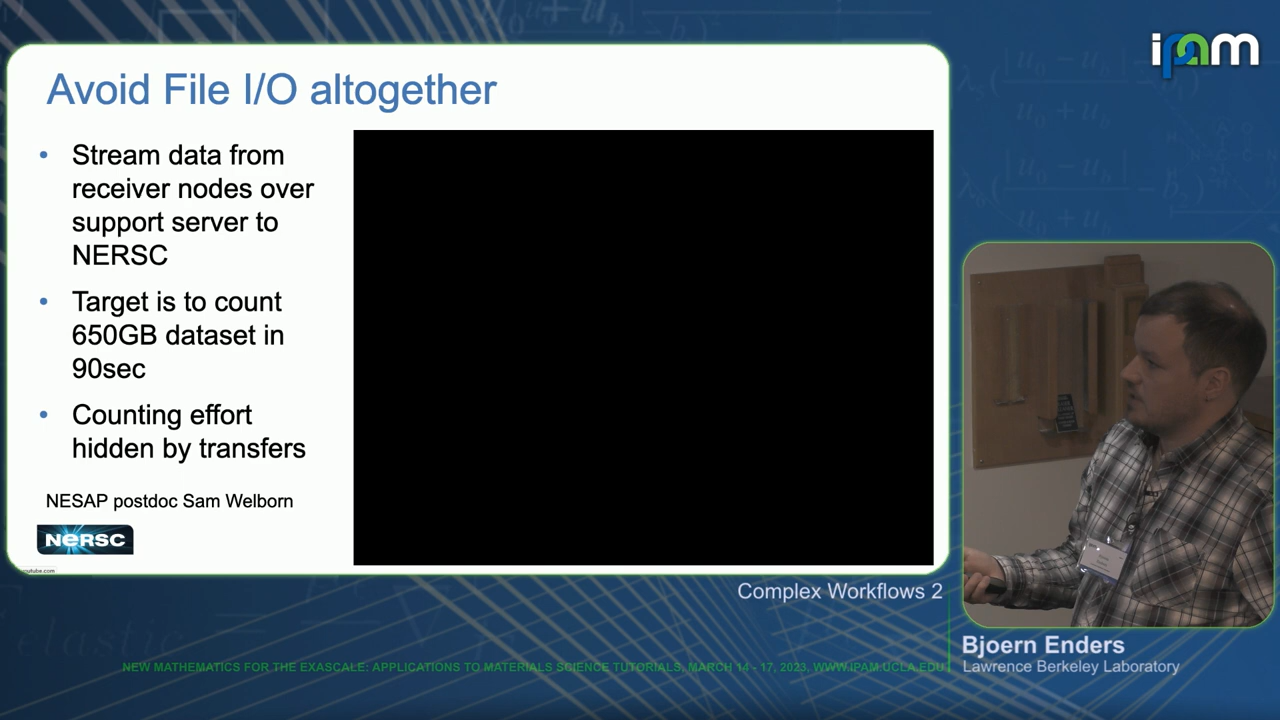 ipam
Avoid File I/O altogether
• Stream data from
receiver nodes over
support server to
NERSC
• Target is to count
650GB dataset in
90sec
• Counting effort
hidden by transfers
NESAP postdoc Sam Welborn
NERSC
Complex Workflows 2
Bjoern Enders
Lawrence Berkeley Laboratory
NEW MATHEMATICS FOR THE EXASCALE: APPLICATIONS TO MATERIALS SCIENCE TUTORIALS, MARCH 14 - 17, 2023, WWW.IPAM.UCLA.EDU
elastic